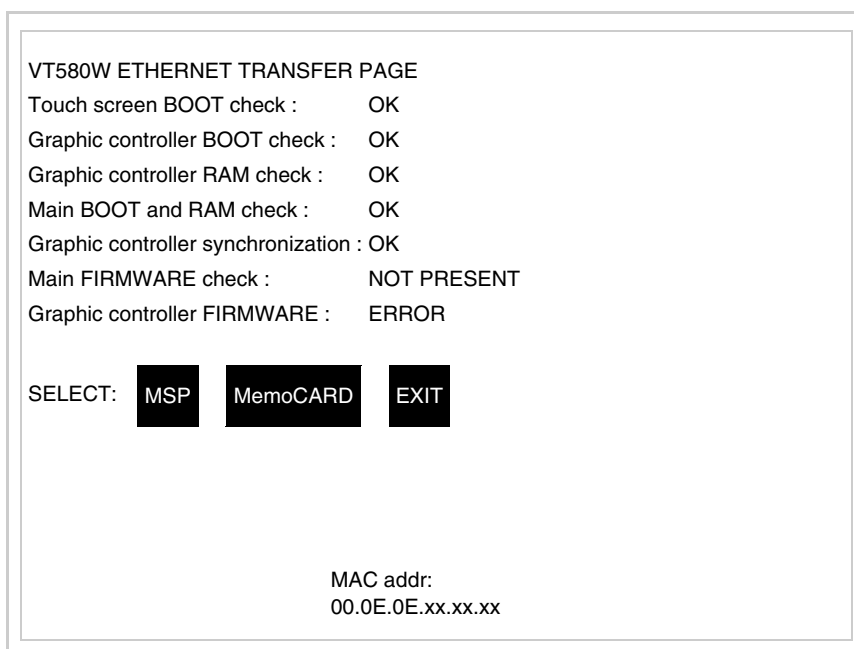 VT580W ETHERNET TRANSFER PAGE
Touch screen BOOT check : OK
Graphic controller BOOT check : OK
Graphic controller RAM check : OK
Main BOOT and RAM check : OK
Graphic controller synchronization : OK
Main FIRMWARE check : NOT PRESENT
Graphic controller FIRMWARE : ERROR
SELECT: MSP MemoCARD EXIT
MAC addr:
00.0E.0E.xx.xx.xx